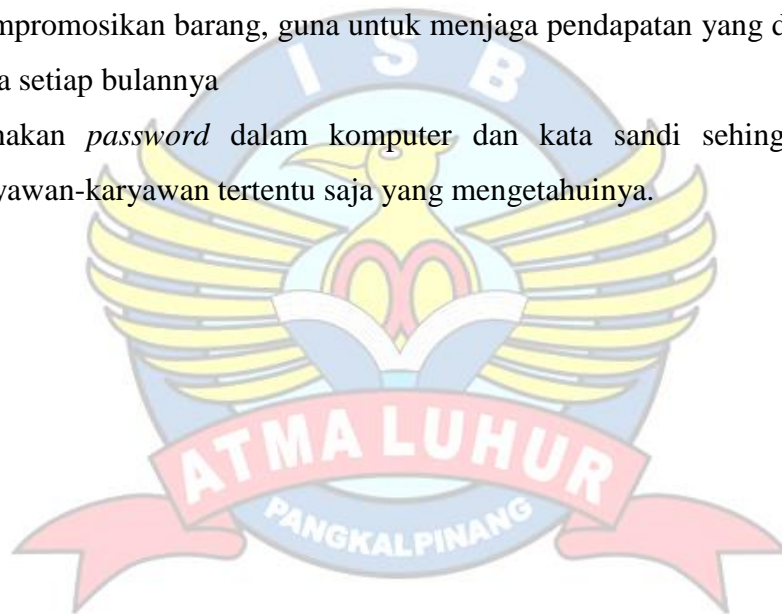 mpromosikan barang, guna untuk menjaga pendapatan yang d
a setiap bulannya
nakan password dalam komputer dan kata sandi sehing
yawan-karyawan tertentu saja yang mengetahuinya.
I S B
ATMA LUHUR
PANGKALPINANG